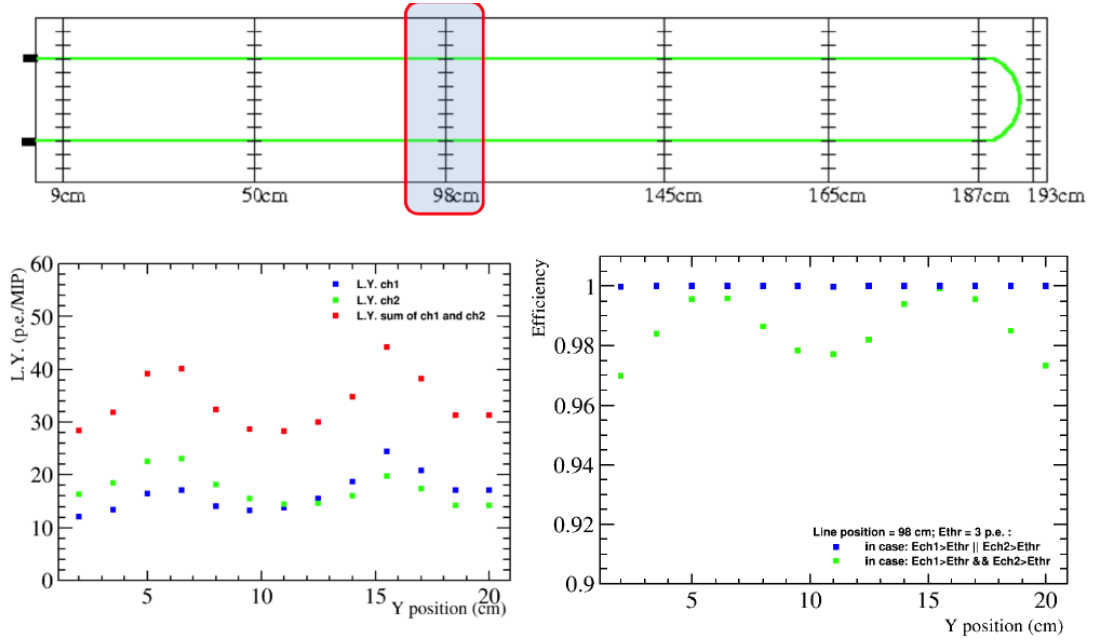 9cm 50cm 98cm 145cm 165cm 187cm 193cm
L.Y. (p.e./MIP)
60
50
40
30
20
10
0
L.Y. ch1
L.Y. ch2
L.Y. sum of ch1 and ch2
5 10 15 20
Y position (cm)
Efficiency
1
0.98
0.96
0.94
0.92
0.9
Line position = 98 cm; Ethr = 3 p.e. :
in case: Ech1>Ethr || Ech2>Ethr
in case: Ech1>Ethr && Ech2>Ethr
5 10 15 20
Y position (cm)